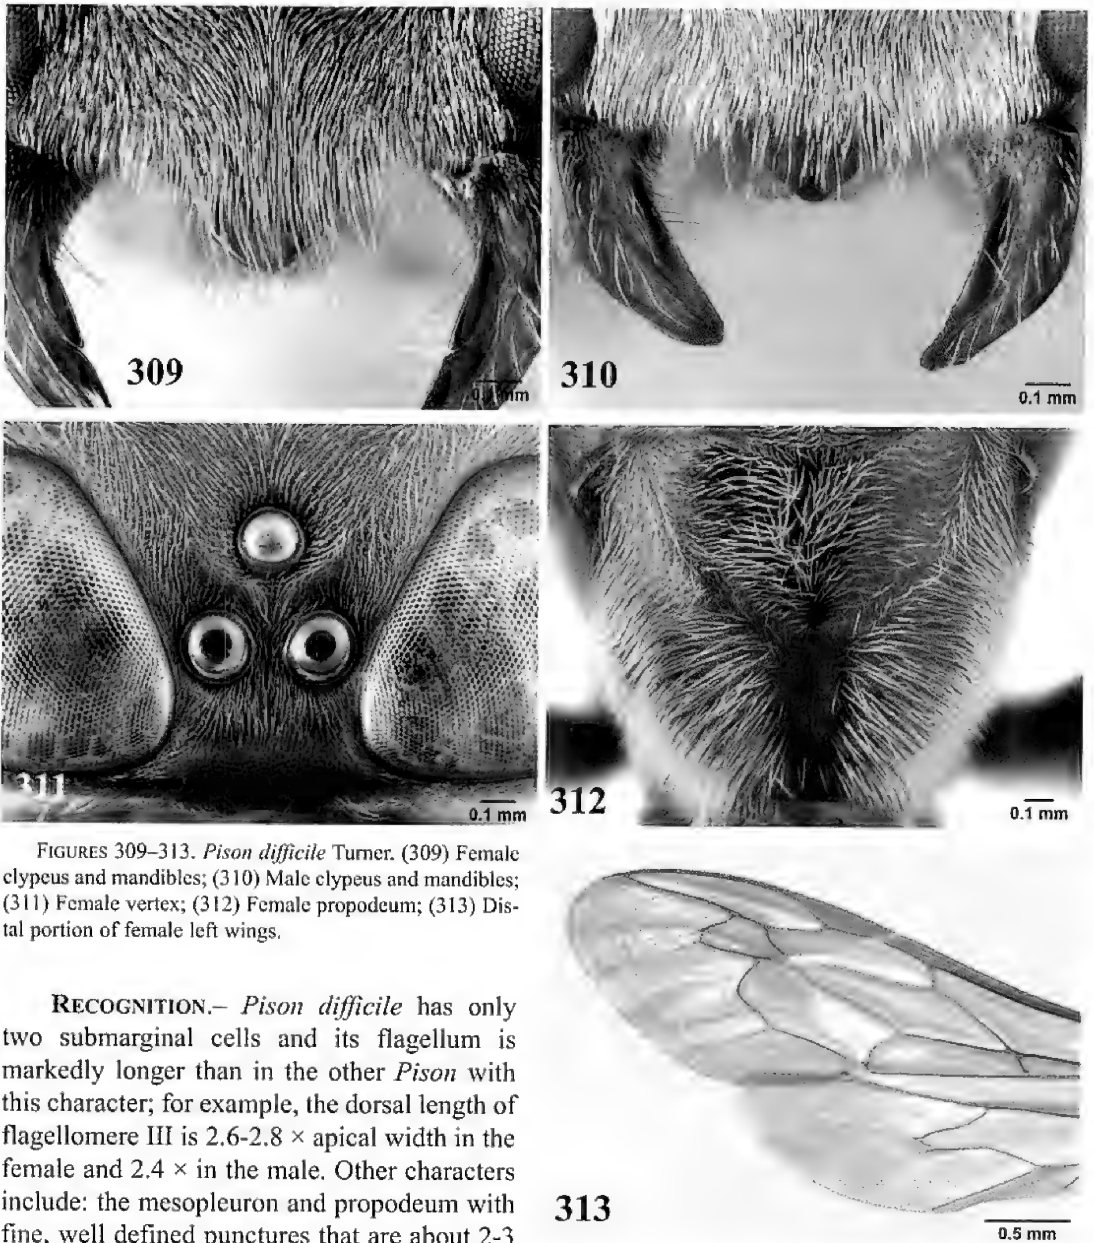 309
0.1 mm
310
0.1 mm
311
0.1 mm
312
0.1 mm
FIGURES 309–313. Pison difficile Turner. (309) Female
clypeus and mandibles; (310) Male clypeus and mandibles;
(311) Female vertex; (312) Female propodeum; (313) Dis-
tal portion of female left wings.
RECOGNITION.– Pison difficile has only
two submarginal cells and its flagellum is
markedly longer than in the other Pison with
this character; for example, the dorsal length of
flagellomere III is 2.6-2.8 × apical width in the
female and 2.4 × in the male. Other characters
include: the mesopleuron and propodeum with
fine, well defined punctures that are about 2-3
313
0.5 mm